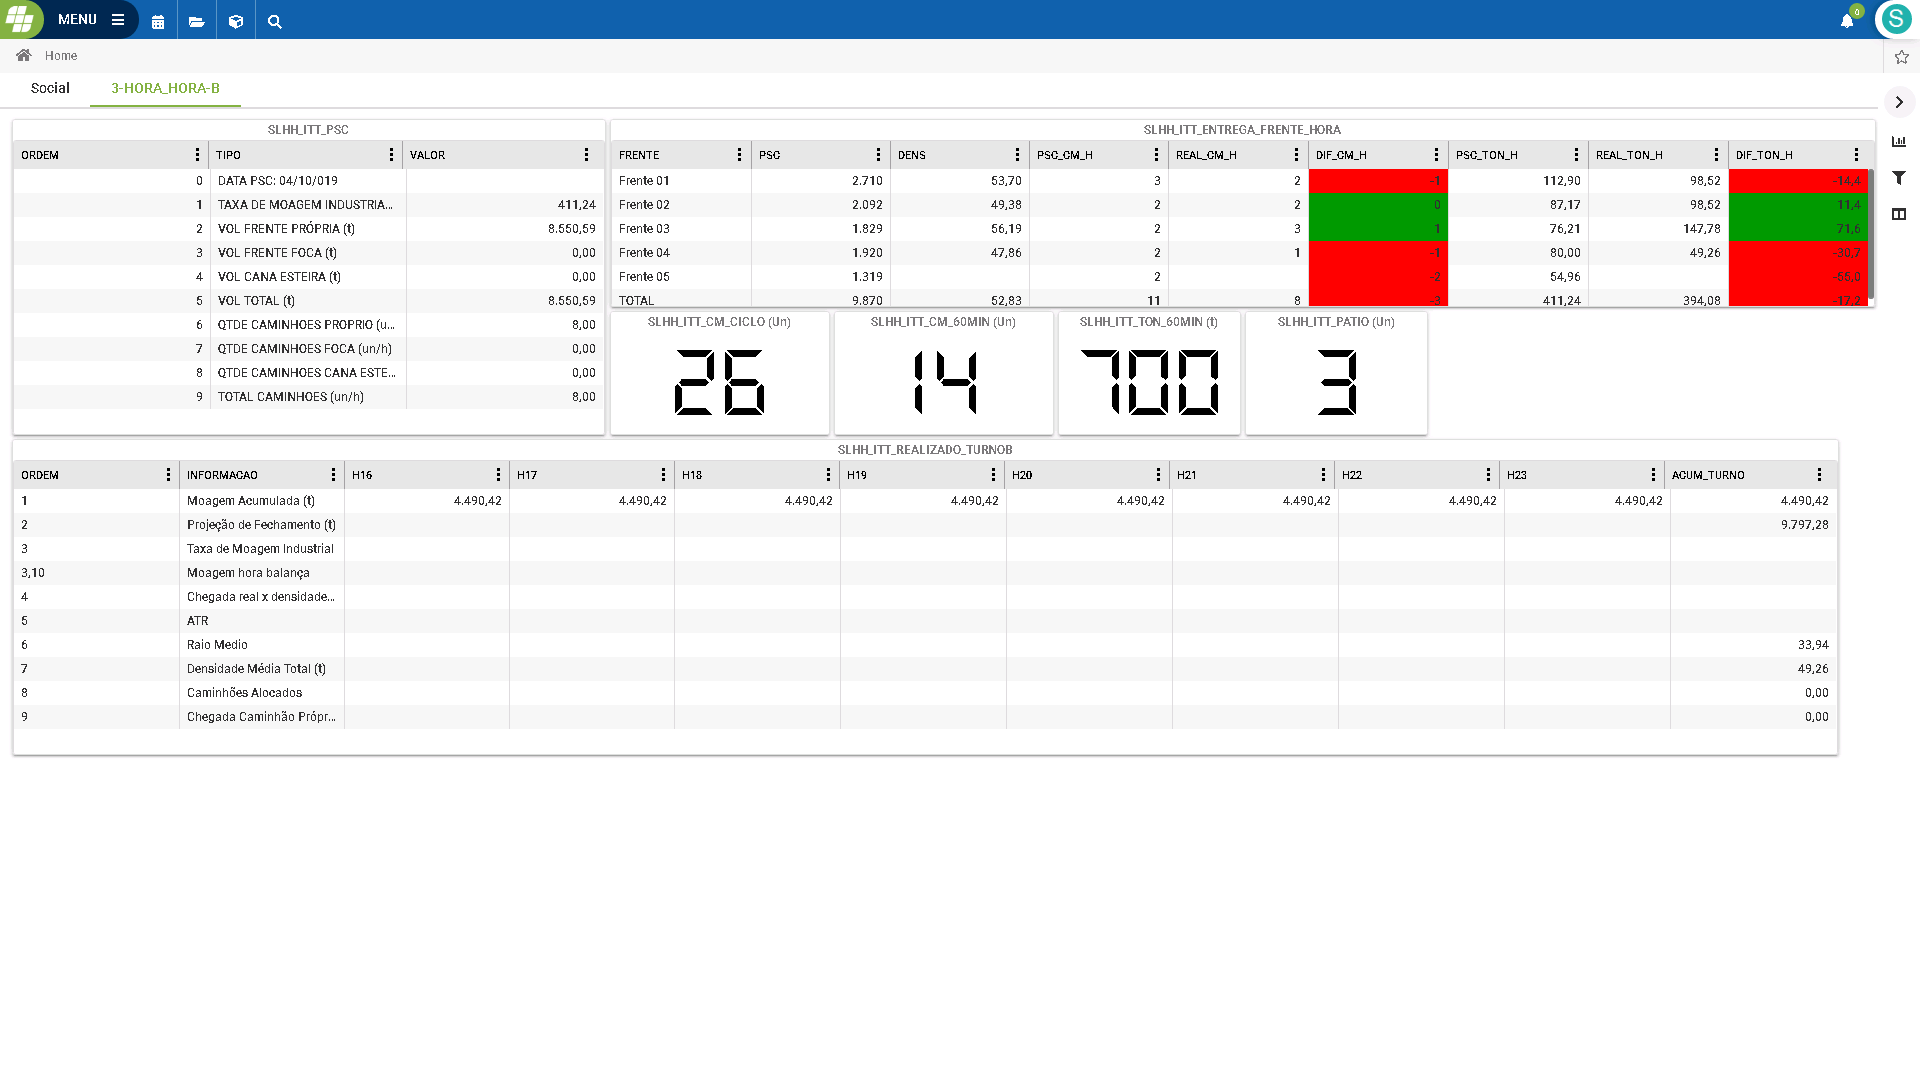 MENU
0
S
Home
Social 3-HORA_HORA-B
SLHH_ITT_PSC
ORDEM TIPO VALOR
0 DATA PSC: 04/10/019
1 TAXA DE MOAGEM INDUSTRIA... 411,24
2 VOL FRENTE PRÓPRIA (t) 8.550,59
3 VOL FRENTE FOCA (t) 0,00
4 VOL CANA ESTEIRA (t) 0,00
5 VOL TOTAL (t) 8.550,59
6 QTDE CAMINHOES PROPRIO (u... 8,00
7 QTDE CAMINHOES FOCA (un/h) 0,00
8 QTDE CAMINHOES CANA ESTE... 0,00
9 TOTAL CAMINHOES (un/h) 8,00
SLHH_ITT_ENTREGA_FRENTE_HORA
FRENTE PSC DENS PSC_CM_H REAL_CM_H DIF_CM_H PSC_TON_H REAL_TON_H DIF_TON_H
Frente 01 2.710 53,70 3 2 -1 112,90 98,52 -14,4
Frente 02 2.092 49,38 2 2 0 87,17 98,52 11,4
Frente 03 1.829 56,19 2 3 1 76,21 147,78 71,6
Frente 04 1.920 47,86 2 1 -1 80,00 49,26 -30,7
Frente 05 1.319 2 -2 54,96 -55,0
TOTAL 9.870 52,83 11 8 -3 411,24 394,08 -17,2
SLHH_ITT_CM_CICLO (Un)
26
SLHH_ITT_CM_60MIN (Un)
14
SLHH_ITT_TON_60MIN (t)
700
SLHH_ITT_PATIO (Un)
3
SLHH_ITT_REALIZADO_TURNOB
ORDEM INFORMACAO H16 H17 H18 H19 H20 H21 H22 H23 ACUM_TURNO
1 Moagem Acumulada (t) 4.490,42 4.490,42 4.490,42 4.490,42 4.490,42 4.490,42 4.490,42 4.490,42 4.490,42
2 Projeção de Fechamento (t) 9.797,28
3 Taxa de Moagem Industrial
3,10 Moagem hora balança
4 Chegada real x densidade...
5 ATR
6 Raio Medio 33,94
7 Densidade Média Total (t) 49,26
8 Caminhões Alocados 0,00
9 Chegada Caminhão Própr... 0,00